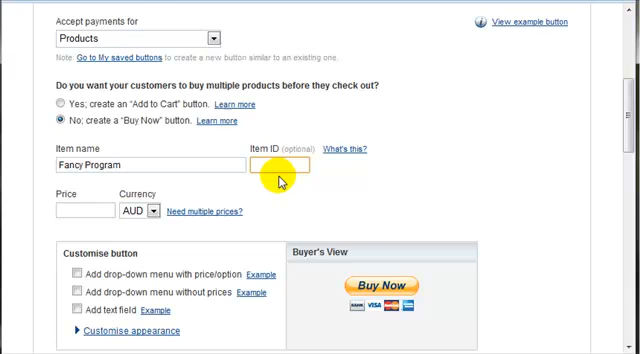 Accept payments for
View example button
Products
Note: Go to My saved buttons to create a new button similar to an existing one.
Do you want your customers to buy multiple products before they check out?
Yes; create an "Add to Cart" button. Learn more
No; create a "Buy Now" button. Learn more
Item name Item ID (optional) What's this?
Fancy Program
Price Currency
AUD Need multiple prices?
Customise button Buyer's View
Add drop-down menu with price/option Example
Add drop-down menu without prices Example
Add text field Example
Customise appearance
Buy Now
VISA